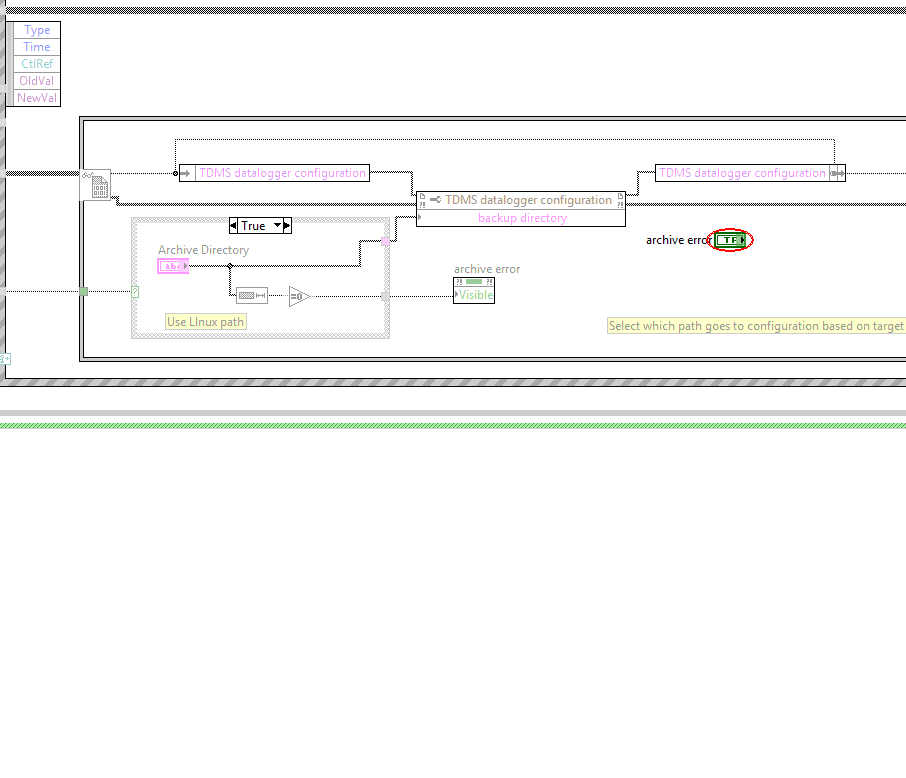 Type
Time
CtlRef
OldVal
NewVal
TDMS datalogger configuration
TDMS datalogger configuration
TDMS datalogger configuration
backup directory
True
archive error
TF
Archive Directory
abc
archive error
?!
Visible
=0
?
Use LInux path
Select which path goes to configuration based on target